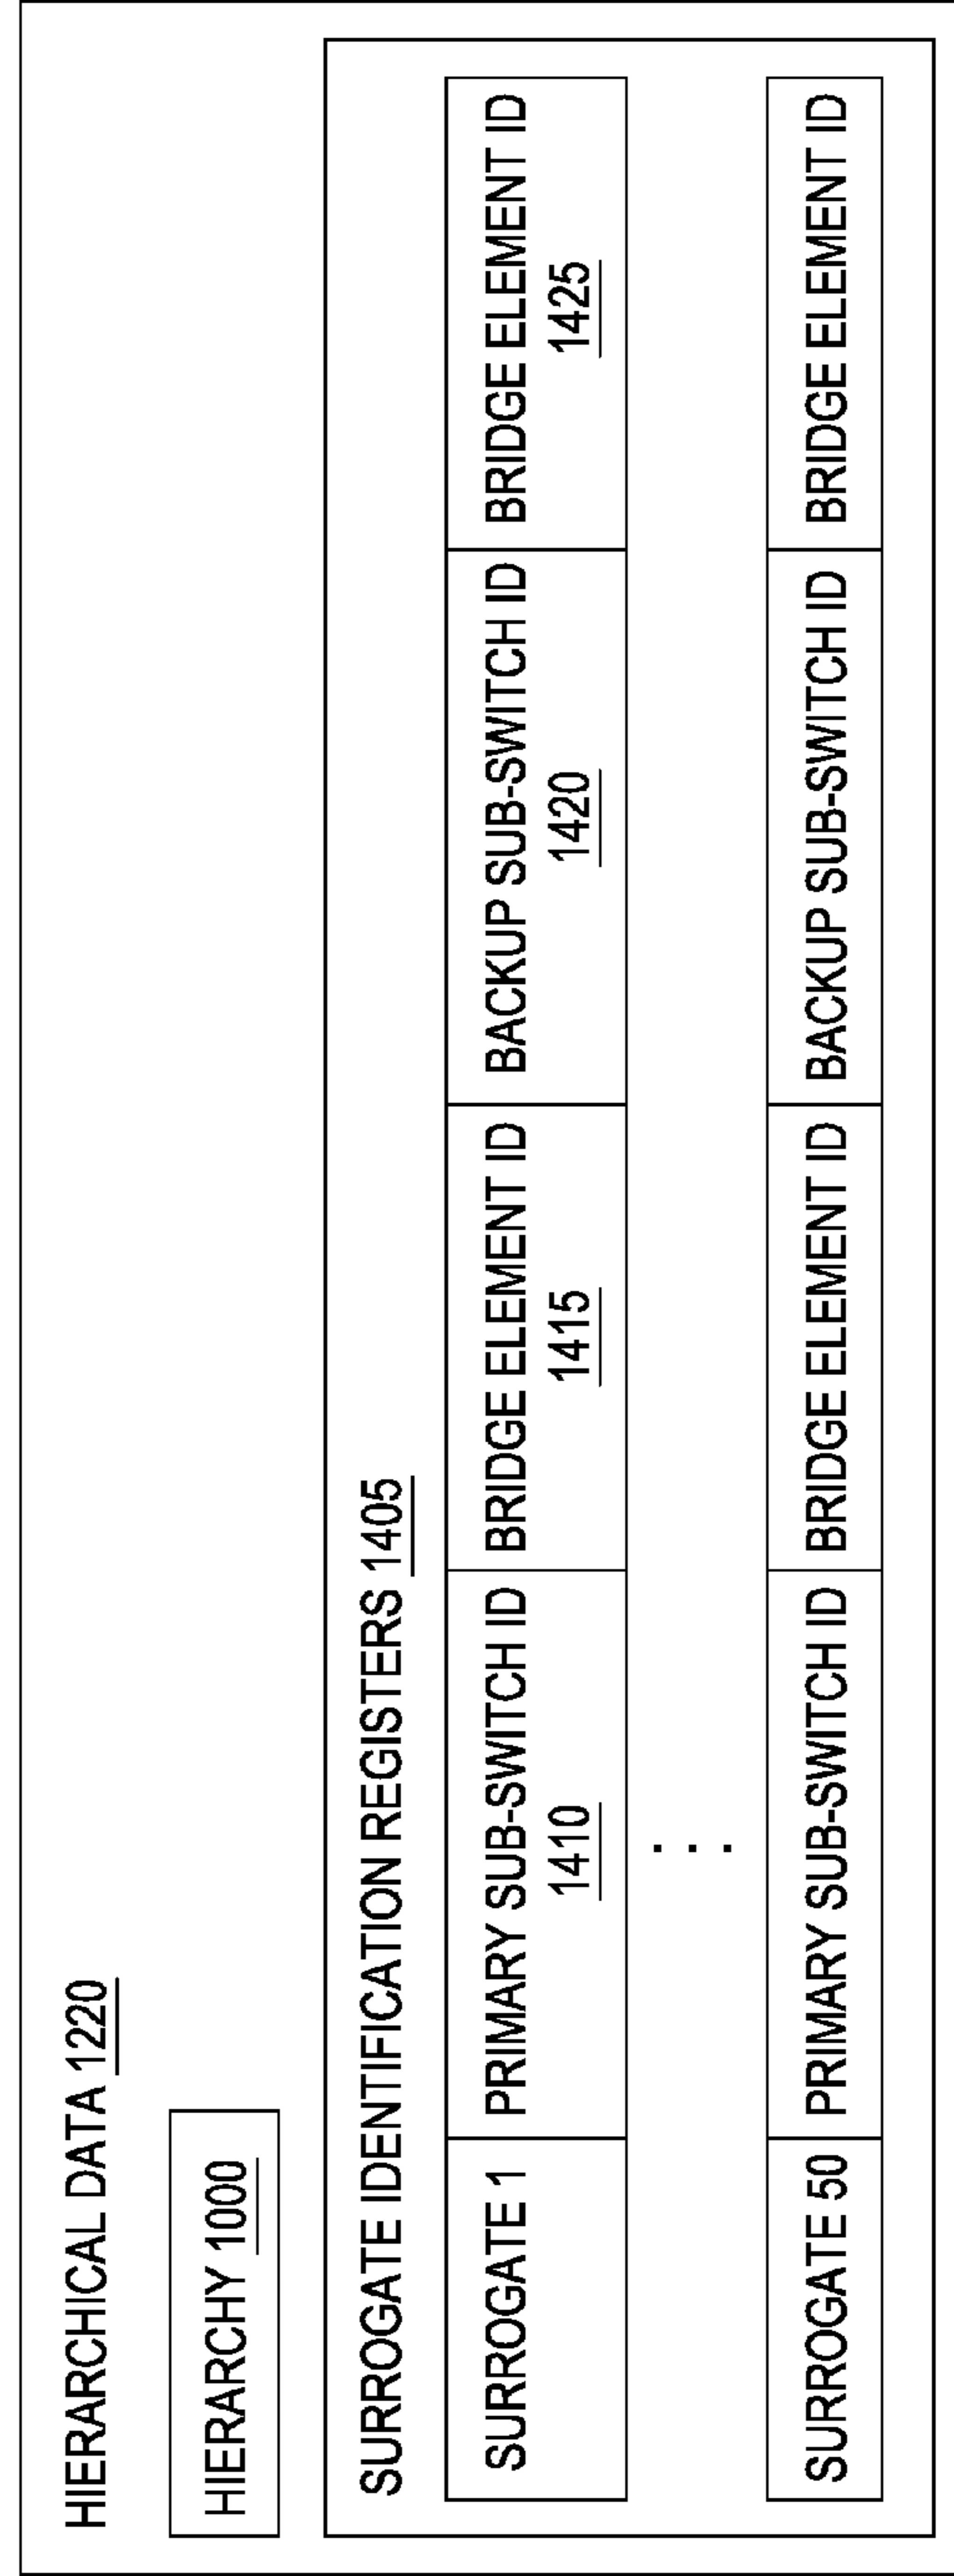 HIERARCHICAL DATA 1220
HIERARCHY 1000
SURROGATE IDENTIFICATION REGISTERS 1405
SURROGATE 1
PRIMARY SUB-SWITCH ID
1410
BRIDGE ELEMENT ID
1415
BACKUP SUB-SWITCH ID
1420
BRIDGE ELEMENT ID
1425
. . .
SURROGATE 50
PRIMARY SUB-SWITCH ID
BRIDGE ELEMENT ID
BACKUP SUB-SWITCH ID
BRIDGE ELEMENT ID